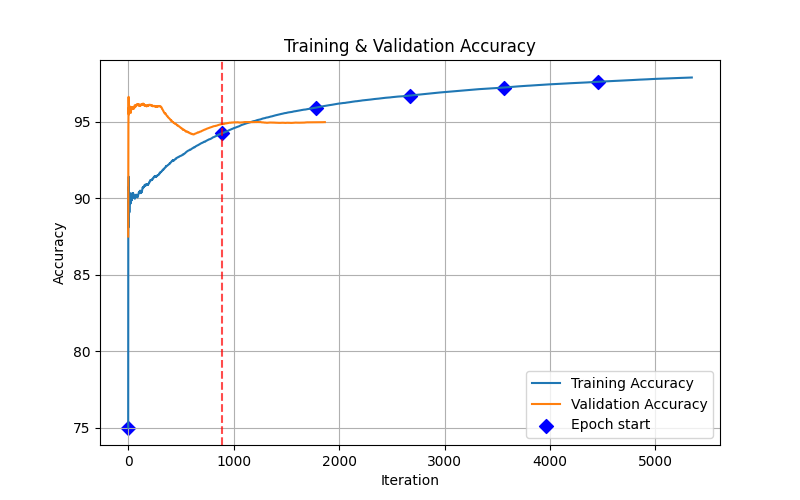 Training & Validation Accuracy
Accuracy
95
90
85
80
75
0 1000 2000 3000 4000 5000
Iteration
Training Accuracy
Validation Accuracy
Epoch start